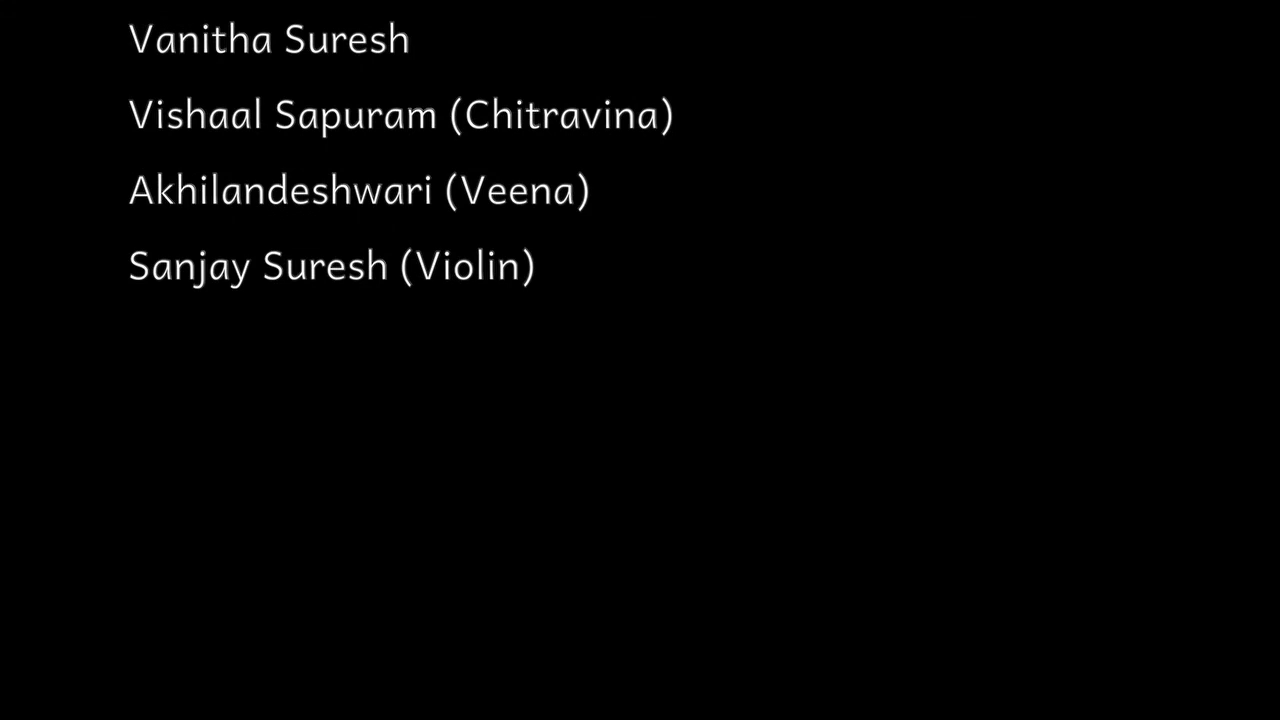 Vanitha Suresh
Vishaal Sapuram (Chitravina)
Akhilandeshwari (Veena)
Sanjay Suresh (Violin)